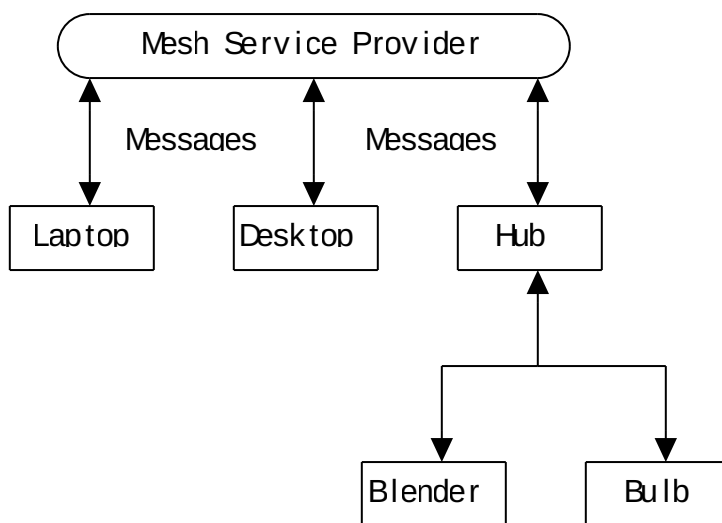 Mesh Service Provider
Messages Messages
Laptop Desktop Hub
Blender Bulb